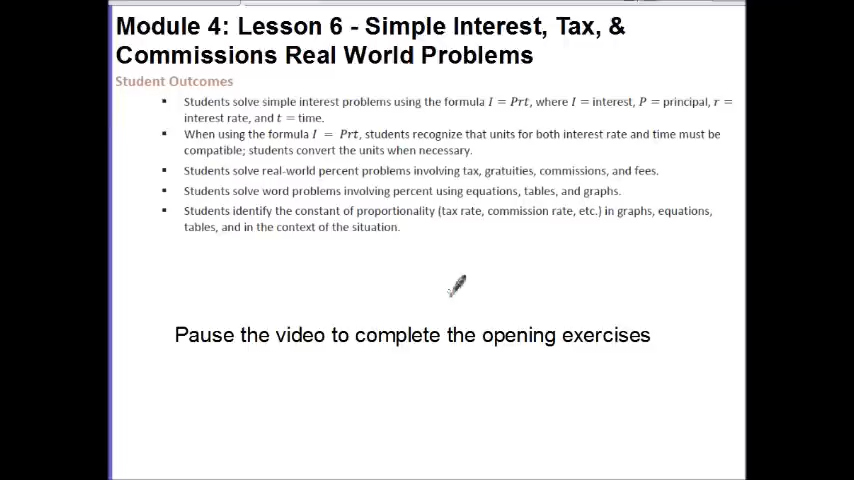 Module 4: Lesson 6 - Simple Interest, Tax, &
Commissions Real World Problems
Student Outcomes
▪ Students solve simple interest problems using the formula I = Prt, where I = interest, P = principal, r =
interest rate, and t = time.
▪ When using the formula I = Prt, students recognize that units for both interest rate and time must be
compatible; students convert the units when necessary.
▪ Students solve real-world percent problems involving tax, gratuities, commissions, and fees.
▪ Students solve word problems involving percent using equations, tables, and graphs.
▪ Students identify the constant of proportionality (tax rate, commission rate, etc.) in graphs, equations,
tables, and in the context of the situation.
Pause the video to complete the opening exercises